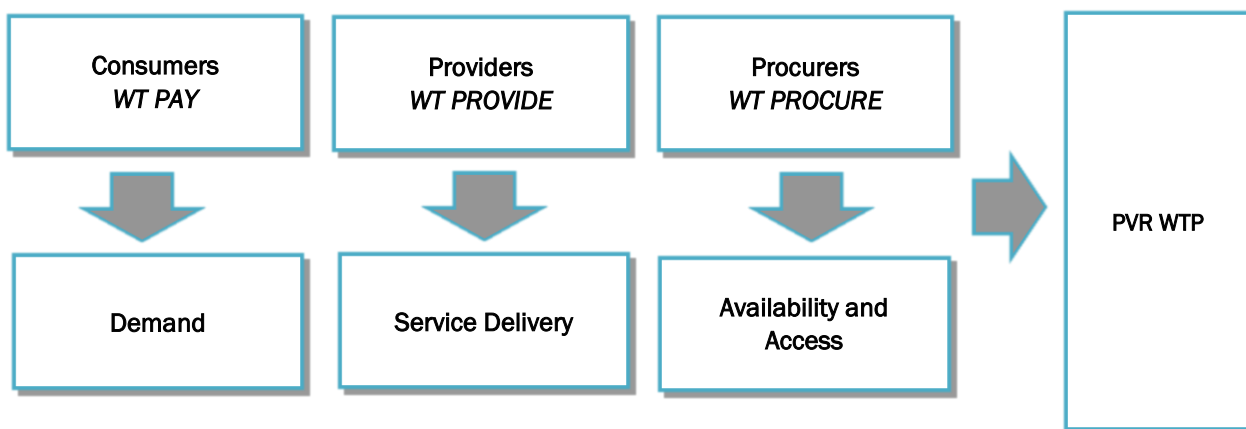 Consumers
WT PAY
Providers
WT PROVIDE
Procurers
WT PROCURE
PVR WTP
Demand
Service Delivery
Availability and
Access